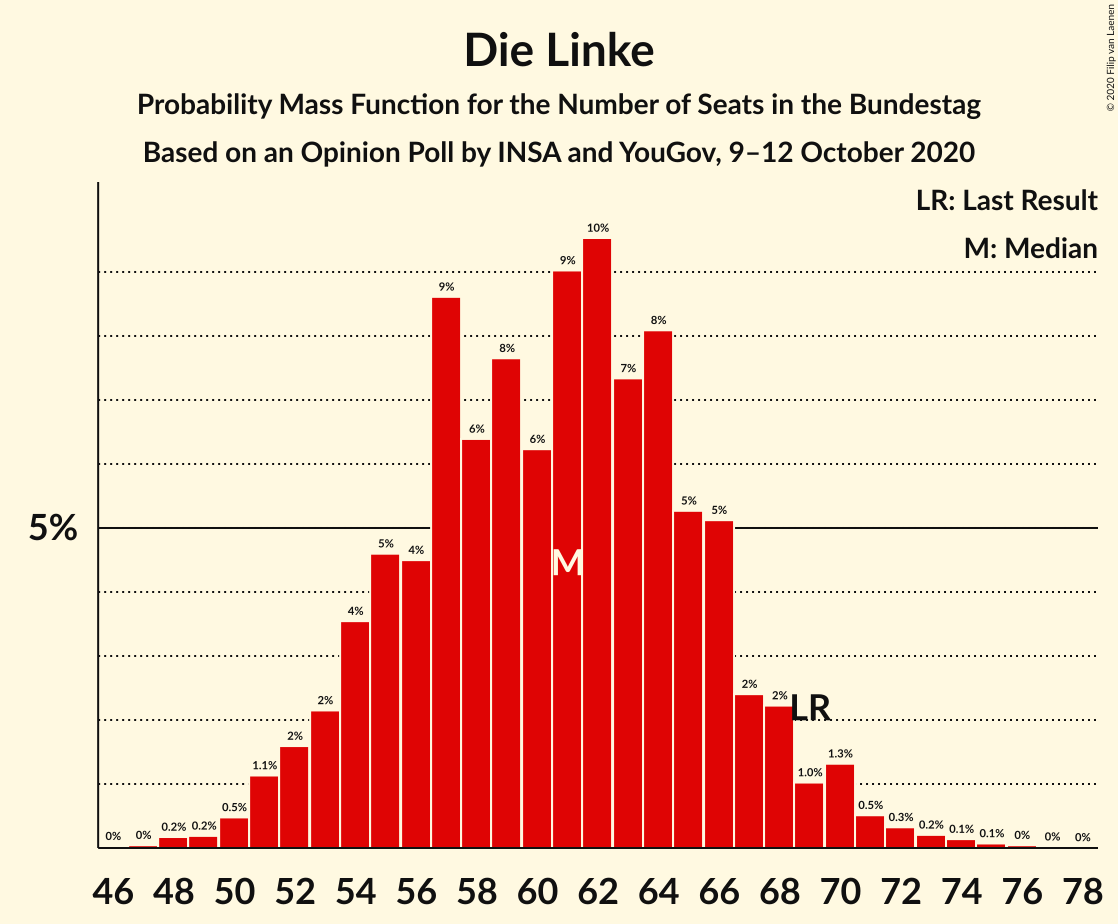 Die Linke
Probability Mass Function for the Number of Seats in the Bundestag
Based on an Opinion Poll by INSA and YouGov, 9–12 October 2020
© 2020 Filip van Laenen
LR: Last Result
M: Median
5%
0% 0% 0.2% 0.2% 0.5% 1.1% 2% 2% 4% 5% 4% 9% 6% 8% 6% 9% 10% 7% 8% 5% 5% 2% 2% 1.0% 1.3% 0.5% 0.3% 0.2% 0.1% 0.1% 0% 0% 0%
M
LR
46 48 50 52 54 56 58 60 62 64 66 68 70 72 74 76 78